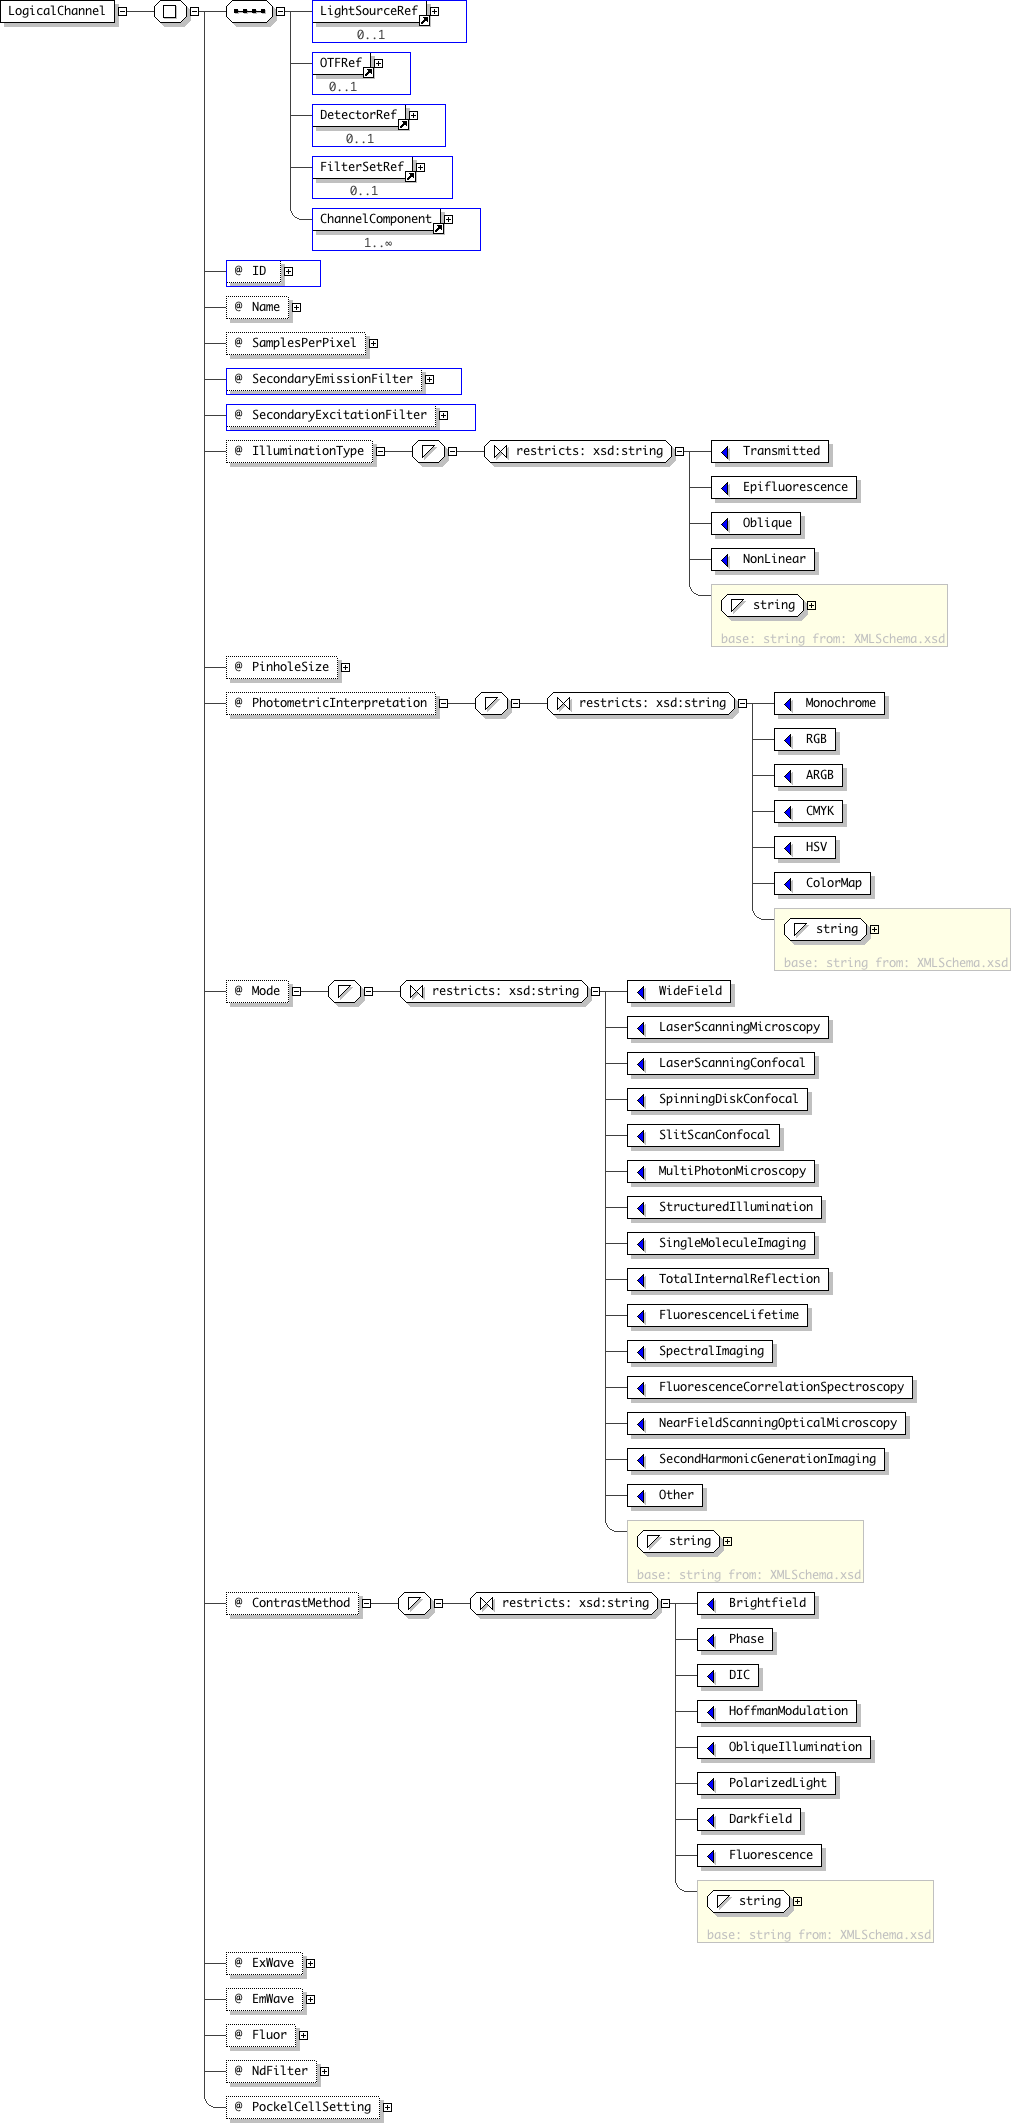 LogicalChannel
LightSourceRef
0..1
OTFRef
0..1
DetectorRef
0..1
FilterSetRef
0..1
ChannelComponent
1..∞
@ ID
@ Name
@ SamplesPerPixel
@ SecondaryEmissionFilter
@ SecondaryExcitationFilter
@ IlluminationType
restricts: xsd:string
Transmitted
Epifluorescence
Oblique
NonLinear
string
base: string from: XMLSchema.xsd
@ PinholeSize
@ PhotometricInterpretation
restricts: xsd:string
Monochrome
RGB
ARGB
CMYK
HSV
ColorMap
string
base: string from: XMLSchema.xsd
@ Mode
restricts: xsd:string
WideField
LaserScanningMicroscopy
LaserScanningConfocal
SpinningDiskConfocal
SlitScanConfocal
MultiPhotonMicroscopy
StructuredIllumination
SingleMoleculeImaging
TotalInternalReflection
FluorescenceLifetime
SpectralImaging
FluorescenceCorrelationSpectroscopy
NearFieldScanningOpticalMicroscopy
SecondHarmonicGenerationImaging
Other
string
base: string from: XMLSchema.xsd
@ ContrastMethod
restricts: xsd:string
Brightfield
Phase
DIC
HoffmanModulation
ObliqueIllumination
PolarizedLight
Darkfield
Fluorescence
string
base: string from: XMLSchema.xsd
@ ExWave
@ EmWave
@ Fluor
@ NdFilter
@ PockelCellSetting